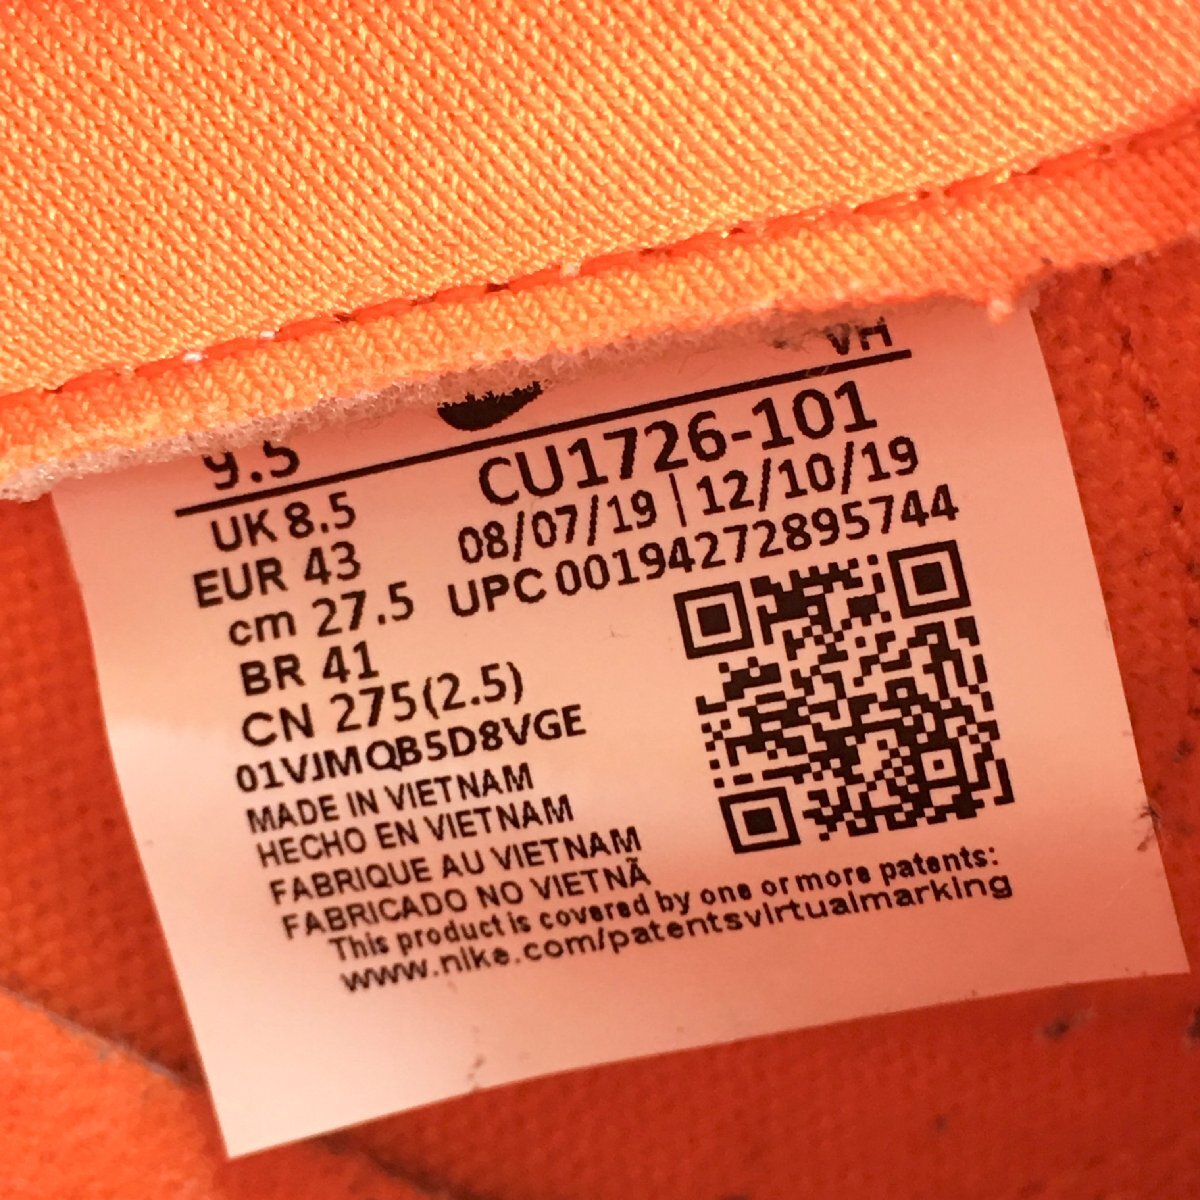 9.5 VH
UK 8.5 CU1726-101
EUR 43 08/07/19 | 12/10/19
cm 27.5 UPC 00194272895744
BR 41
CN 275(2.5)
01VJMQB5D8VGE
MADE IN VIETNAM
HECHO EN VIETNAM
FABRIQUE AU VIETNAM
FABRICADO NO VIETNÃ
This product is covered by one or more patents:
www.nike.com/patentsvirtualmarking